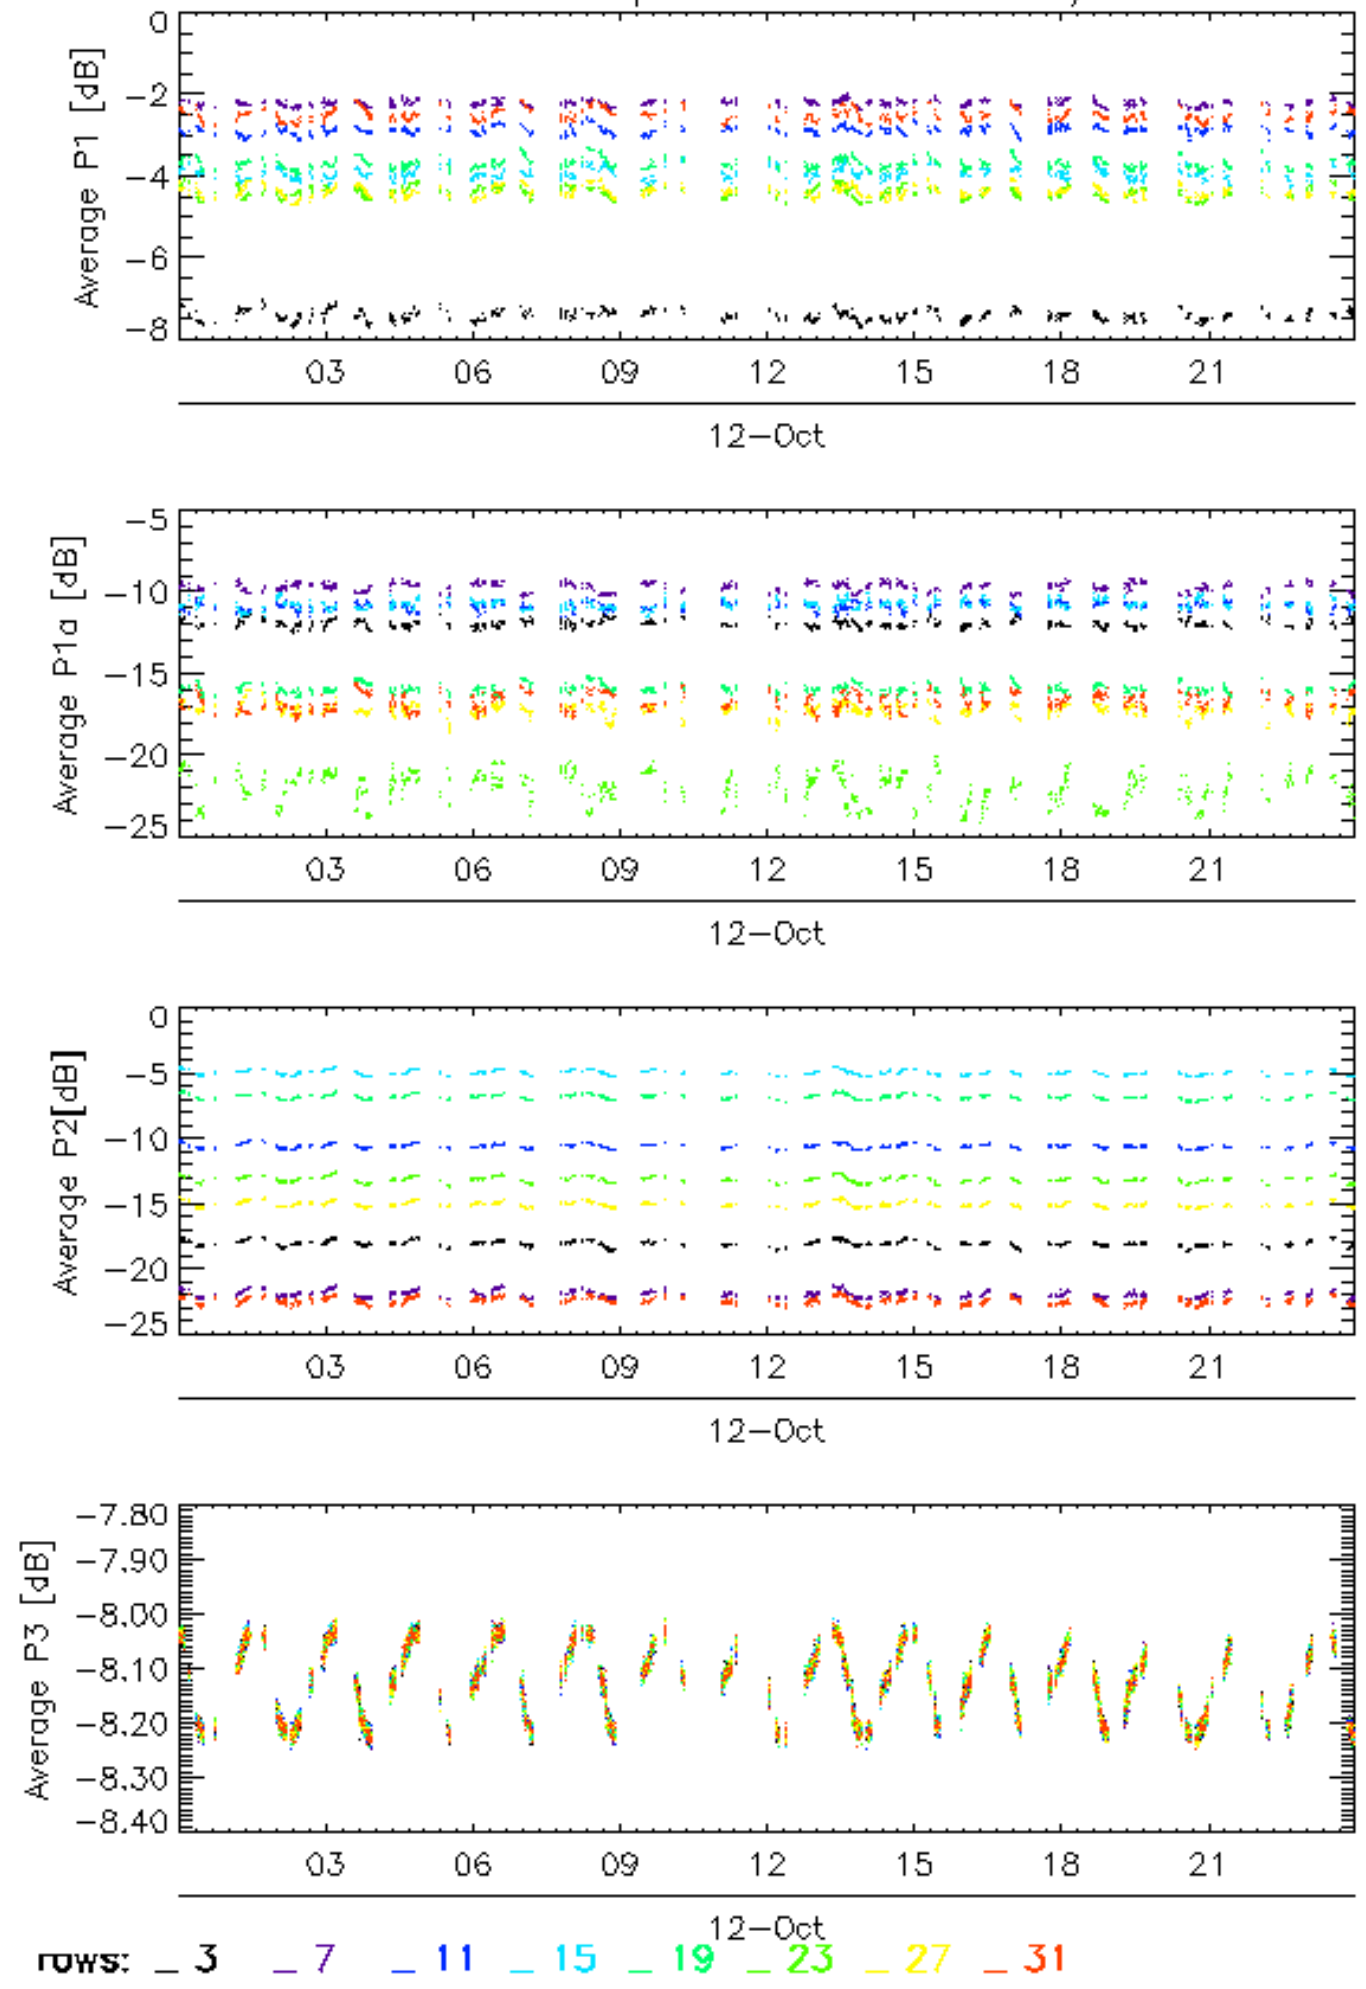 0
−2
−4
−6
−8
Average P1 [dB]
03 06 09 12 15 18 21
12−Oct
−5
−10
−15
−20
−25
Average P1a [dB]
03 06 09 12 15 18 21
12−Oct
0
−5
−10
−15
−20
−25
Average P2[dB]
03 06 09 12 15 18 21
12−Oct
−7.80
−7.90
−8.00
−8.10
−8.20
−8.30
−8.40
Average P3 [dB]
03 06 09 12 15 18 21
12−Oct
rows: _ 3 _ 7 _ 11 _ 15 _ 19 _ 23 _ 27 _ 31